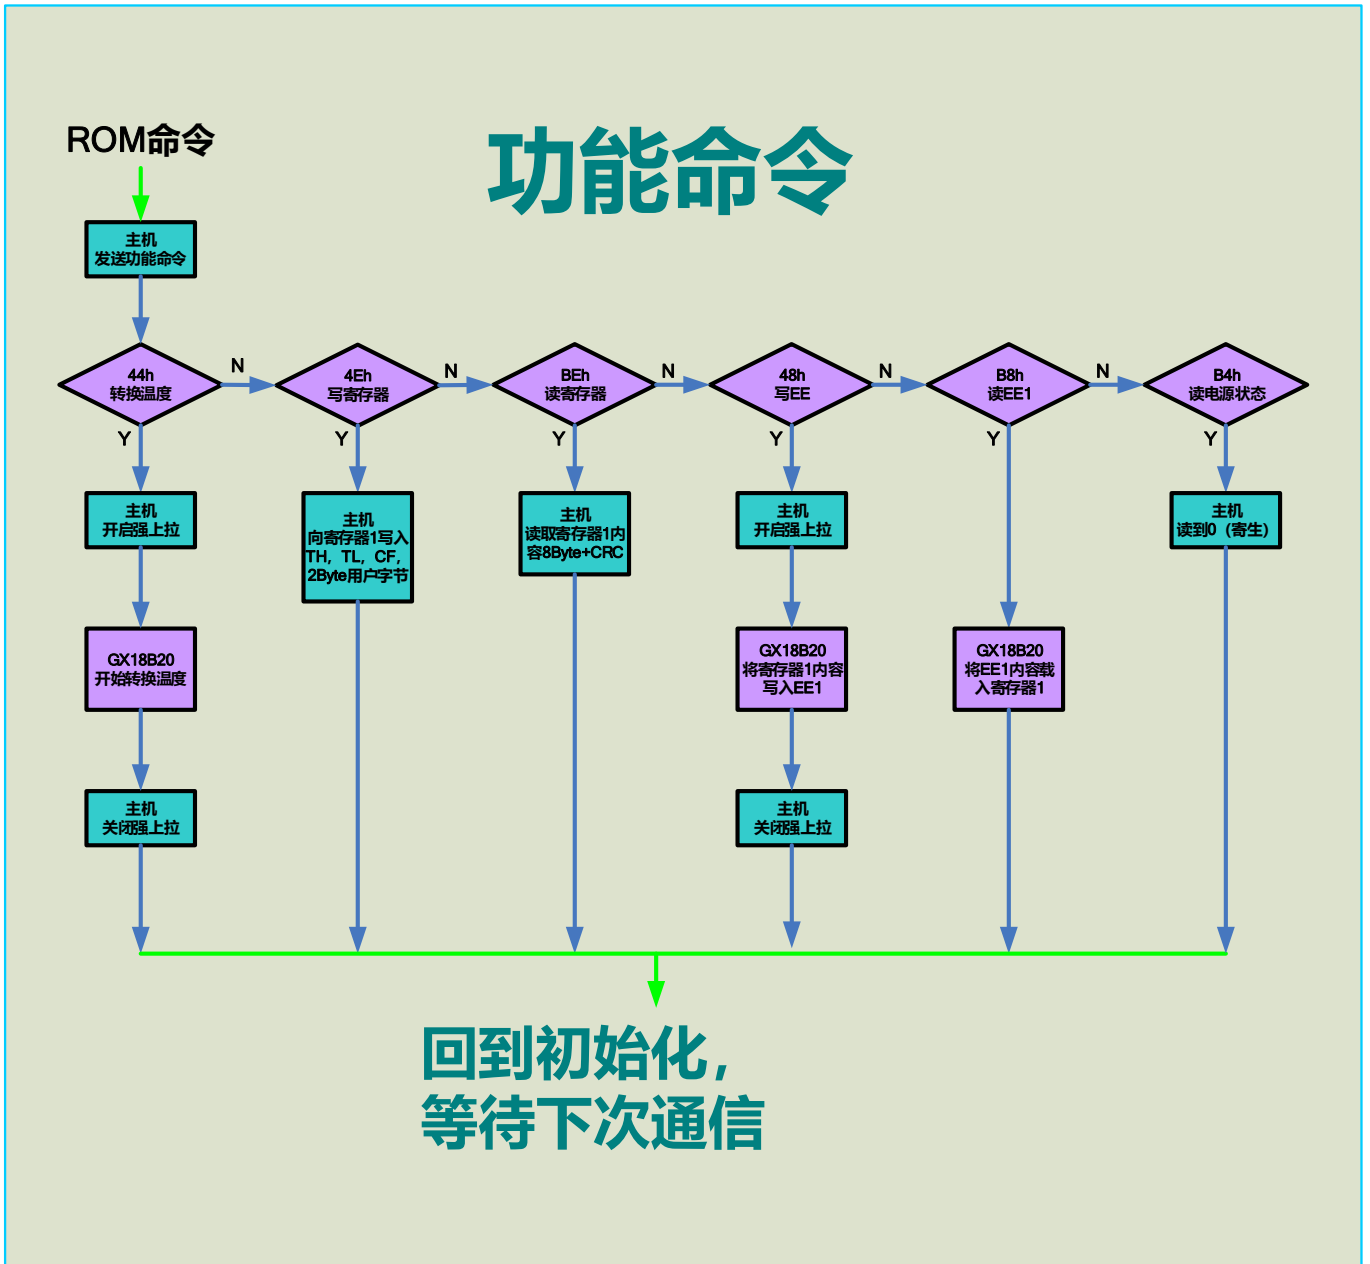 功能命令
ROM命令
主机
发送功能命令
44h
转换温度
N
4Eh
写寄存器
N
BEh
读寄存器
N
48h
写EE
N
B8h
读EE1
N
B4h
读电源状态
Y
Y
Y
Y
Y
Y
主机
开启强上拉
主机
向寄存器1写入
TH，TL，CF，
2Byte用户字节
主机
读取寄存器1内
容8Byte+CRC
主机
开启强上拉
主机
读到0（寄生）
GX18B20
开始转换温度
GX18B20
将寄存器1内容
写入EE1
GX18B20
将EE1内容载
入寄存器1
主机
关闭强上拉
主机
关闭强上拉
回到初始化，
等待下次通信